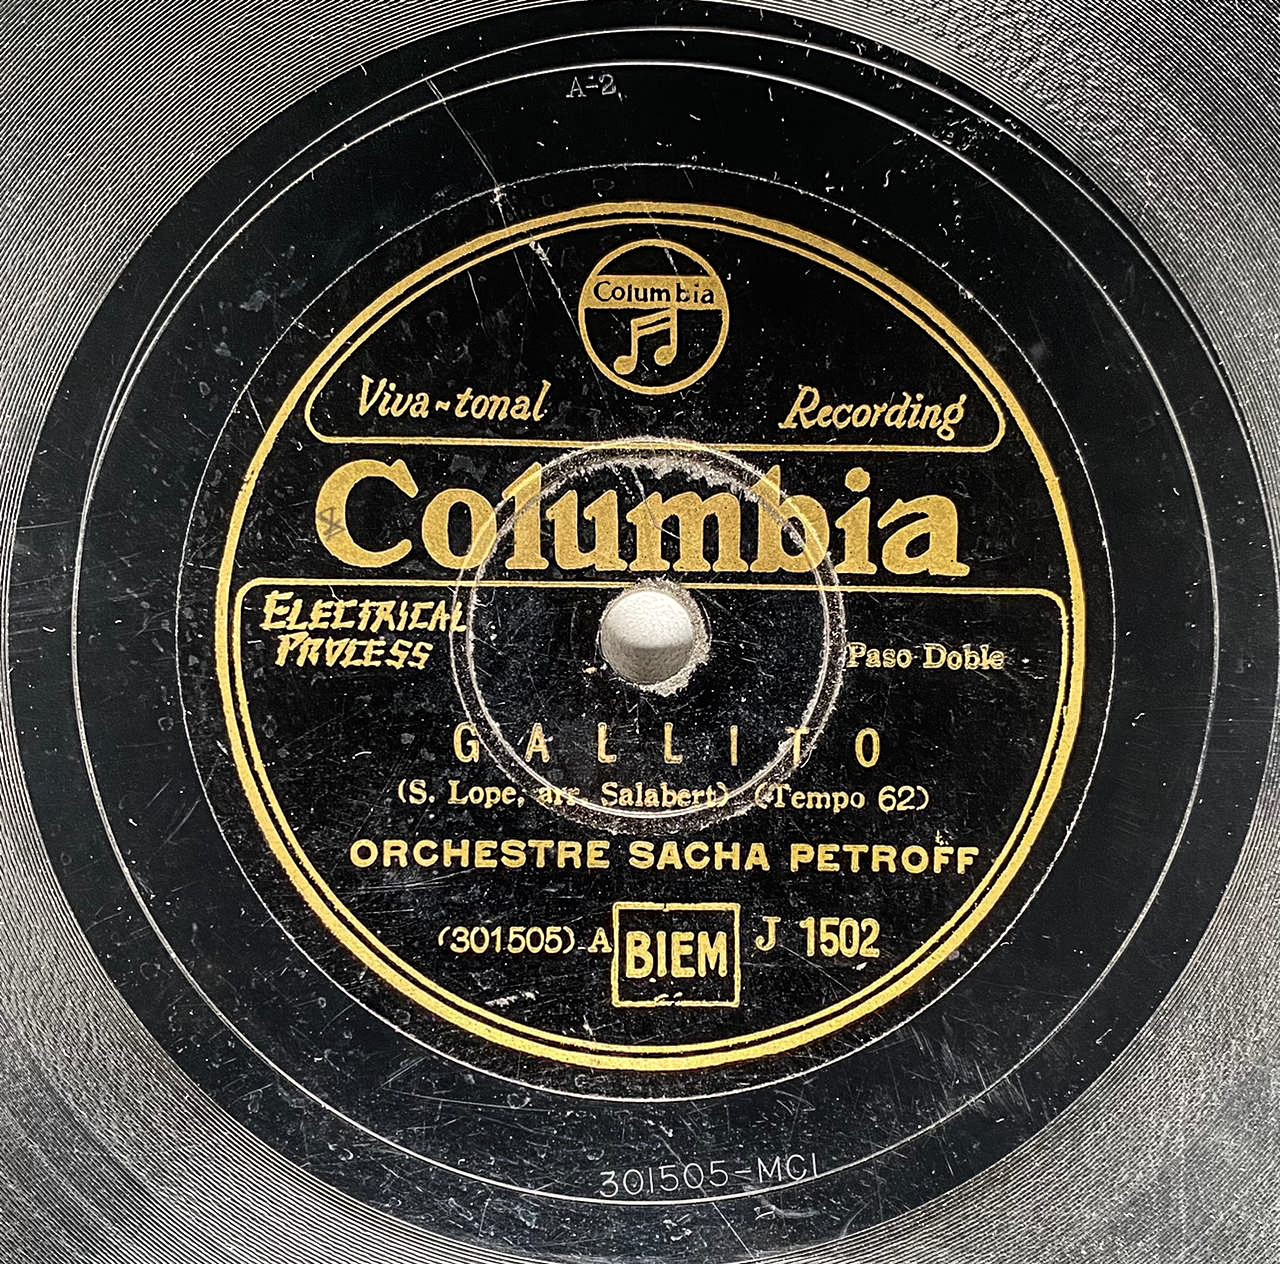 A-2
Columbia
Viva-tonal Recording
Columbia
ELECTRICAL
PROCESS
Paso Doble
GALLITO
(S. Lope, arr. Salabert) (Tempo 62)
ORCHESTRE SACHA PETROFF
(301505) A BIEM J 1502
301505-MC1